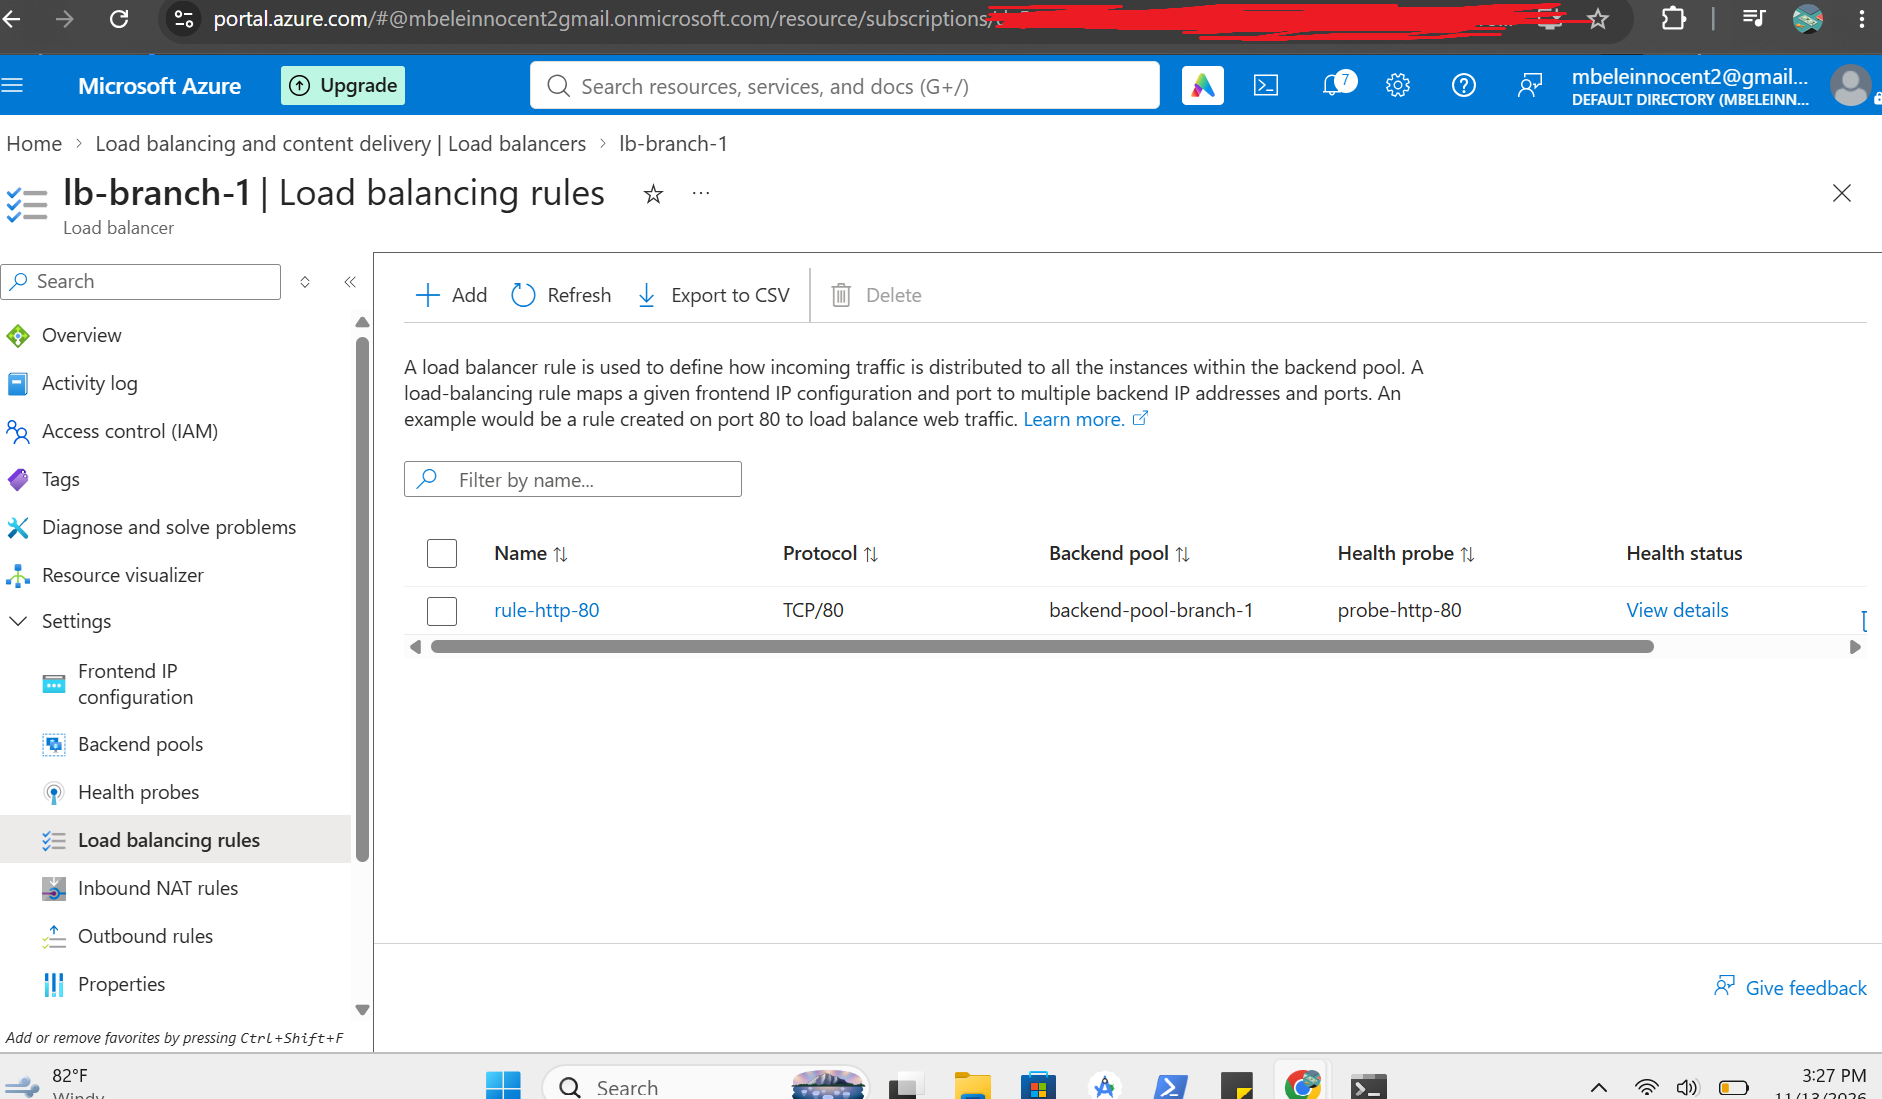 portal.azure.com/#@mbeleinnocent2gmail.onmicrosoft.com/resource/subscriptions/
Microsoft Azure
Upgrade
Search resources, services, and docs (G+/)
7
mbeleinnocent2@gmail...
DEFAULT DIRECTORY (MBELEINN...
Home > Load balancing and content delivery | Load balancers > lb-branch-1
lb-branch-1 | Load balancing rules
Load balancer
Search
Overview
Activity log
Access control (IAM)
Tags
Diagnose and solve problems
Resource visualizer
Settings
Frontend IP
configuration
Backend pools
Health probes
Load balancing rules
Inbound NAT rules
Outbound rules
Properties
Add or remove favorites by pressing Ctrl+Shift+F
Add
Refresh
Export to CSV
Delete
A load balancer rule is used to define how incoming traffic is distributed to all the instances within the backend pool. A
load-balancing rule maps a given frontend IP configuration and port to multiple backend IP addresses and ports. An
example would be a rule created on port 80 to load balance web traffic. Learn more.
Filter by name...
Name Protocol Backend pool Health probe Health status
rule-http-80 TCP/80 backend-pool-branch-1 probe-http-80 View details
Give feedback
82°F
Windy
Search
3:27 PM
11/13/2026